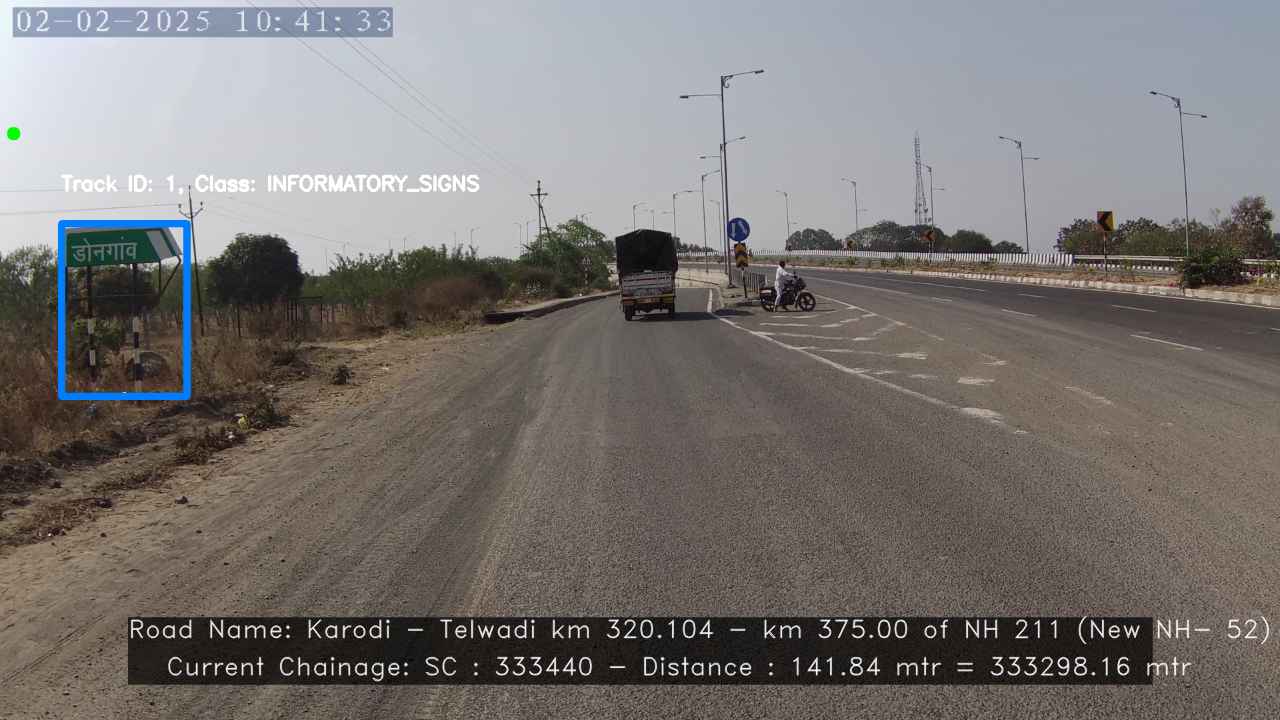 02-02-2025 10:41:33
Track ID: 1, Class: INFORMATORY_SIGNS
डोनगांव
Road Name: Karodi - Telwadi km 320.104 - km 375.00 of NH 211 (New NH- 52)
Current Chainage: SC : 333440 - Distance : 141.84 mtr = 333298.16 mtr